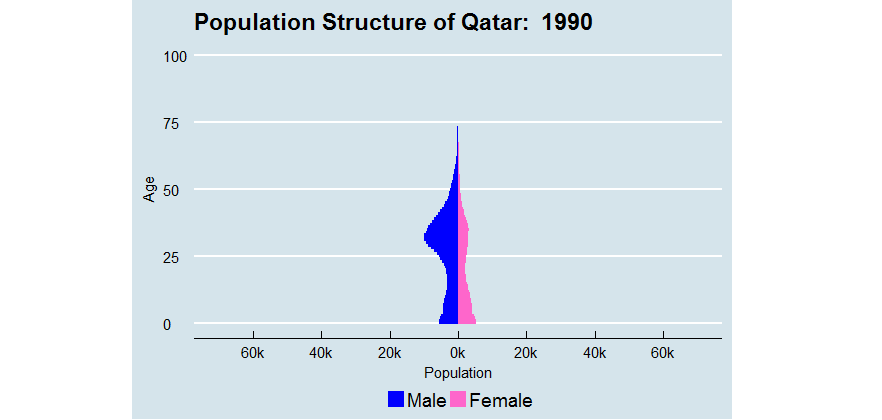 Population Structure of Qatar: 1990
100
75
50
25
0
Age
60k 40k 20k 0k 20k 40k 60k
Population
Male Female